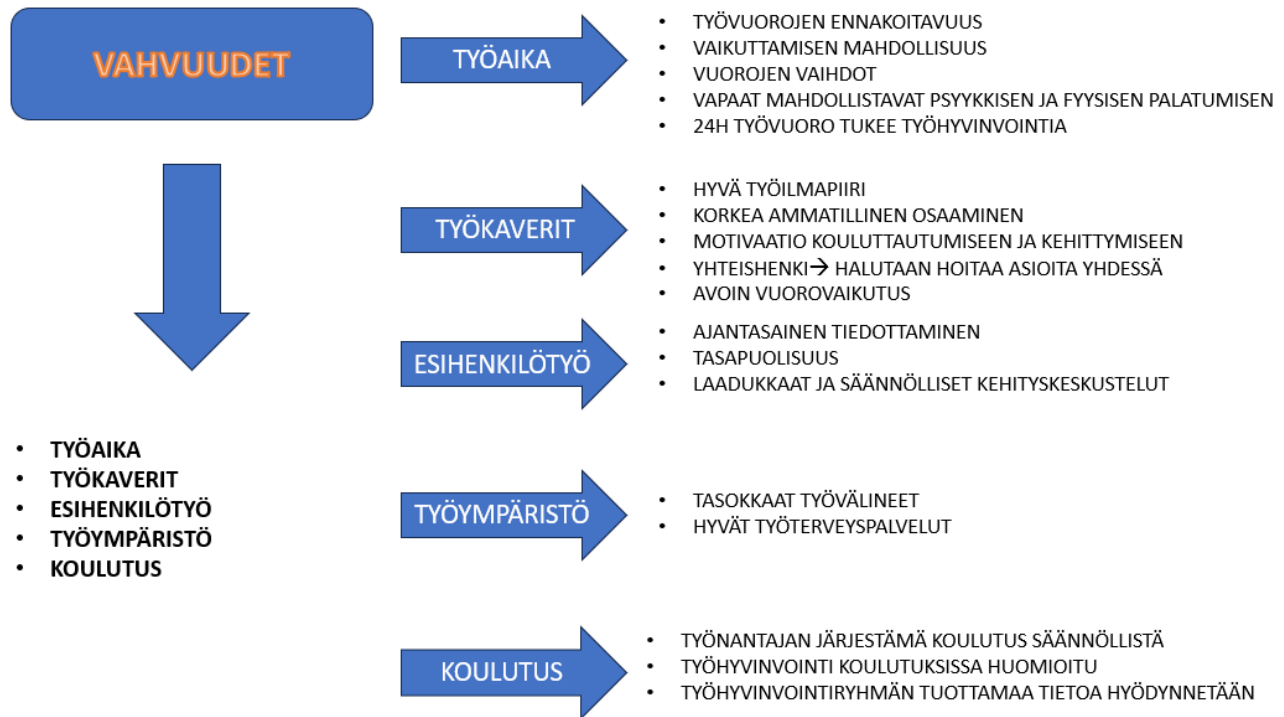 VAHVUUDET
• TYÖAIKA
• TYÖKAVERIT
• ESIHENKILÖTYÖ
• TYÖYMPÄRISTÖ
• KOULUTUS
TYÖAIKA
• TYÖVUOROJEN ENNAKOITAVUUS
• VAIKUTTAMISEN MAHDOLLISUUS
• VUOROJEN VAIHDOT
• VAPAAT MAHDOLLISTAVAT PSYYKKISEN JA FYYSISEN PALATUMISEN
• 24H TYÖVUORO TUKEE TYÖHYVINVOINTIA
TYÖKAVERIT
• HYVÄ TYÖILMAPIIRI
• KORKEA AMMATILLINEN OSAAMINEN
• MOTIVAATIO KOULUTTAUTUMISEEN JA KEHITTYMISEEN
• YHTEISHENKI→ HALUTAAN HOITAA ASIOITA YHDESSÄ
• AVOIN VUOROVAIKUTUS
ESIHENKILÖTYÖ
• AJANTASAINEN TIEDOTTAMINEN
• TASAPUOLISUUS
• LAADUKKAAT JA SÄÄNNÖLLISET KEHITYSKESKUSTELUT
TYÖYMPÄRISTÖ
• TASOKKAAT TYÖVÄLINEET
• HYVÄT TYÖTERVEYSPALVELUT
KOULUTUS
• TYÖNANTAJAN JÄRJESTÄMÄ KOULUTUS SÄÄNNÖLLISTÄ
• TYÖHYVINVOINTI KOULUTUKSISSA HUOMIOITU
• TYÖHYVINVOINTIRYHMÄN TUOTTAMAA TIETOA HYÖDYNNETÄÄN